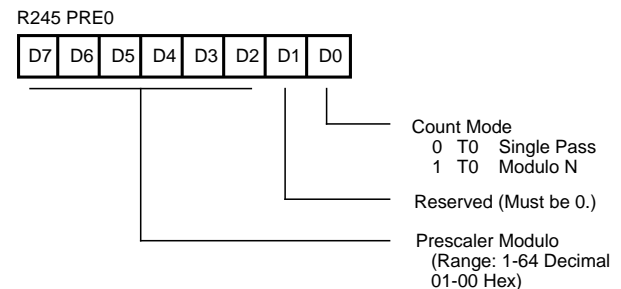 R245 PRE0
D7 D6 D5 D4 D3 D2 D1 D0
Count Mode
0 T0 Single Pass
1 T0 Modulo N
Reserved (Must be 0.)
Prescaler Modulo
(Range: 1-64 Decimal
01-00 Hex)